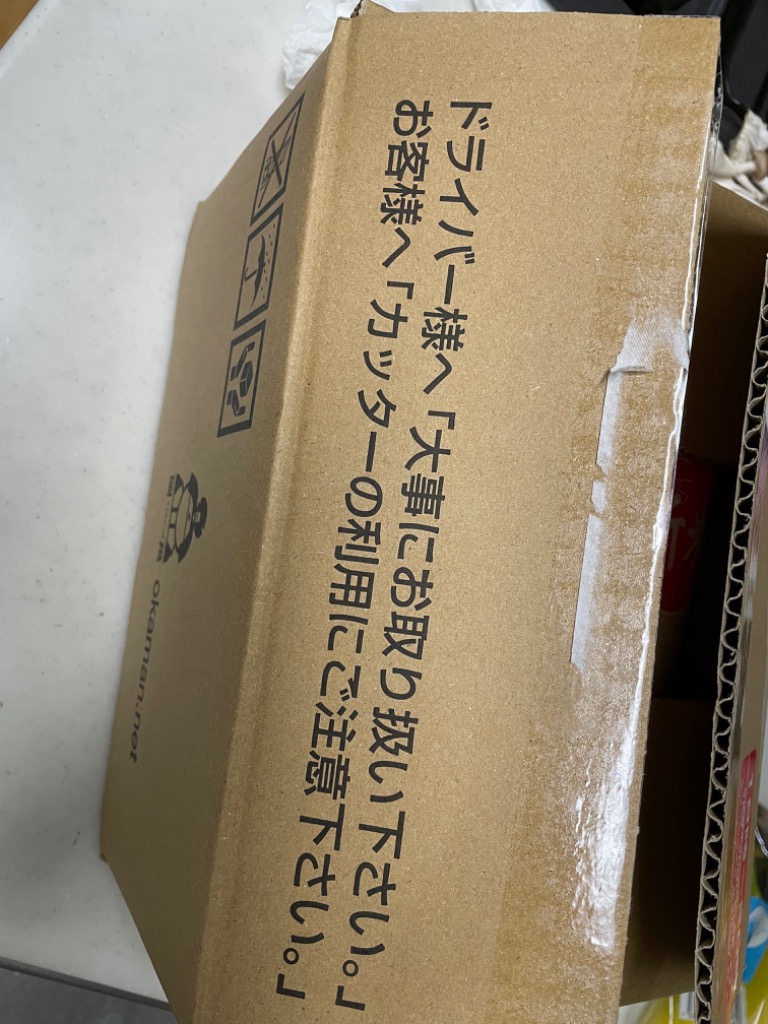 ドライバー様へ「大事にお取り扱い下さい。」
お客様へ「カッターの利用にご注意下さい。」
okaman.net